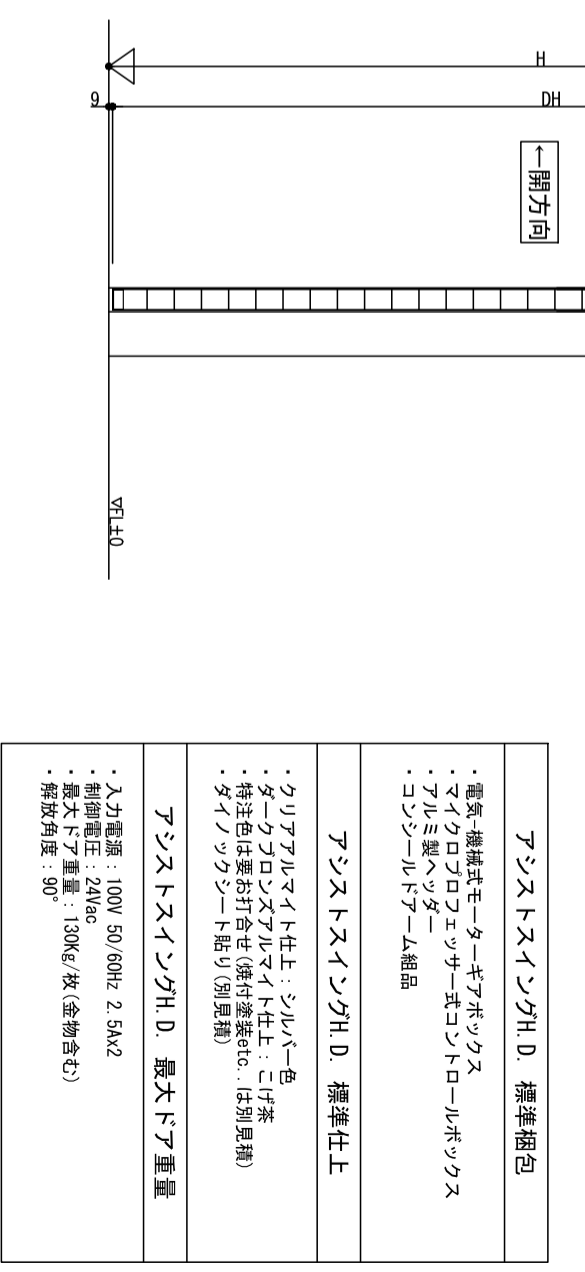 H
DH
9
←開方向
▽FL±0
アシストスイングH.D. 標準梱包
・電気-機械式モーターギアボックス
・マイクロプロフェッサー式コントロールボックス
・アルミ製ヘッダー
・コンシールドアーム組品
アシストスイングH.D. 標準仕上
・クリアアルマイト仕上：シルバー色
・ダークブロンズアルマイト仕上：こげ茶
・特注色は要お打合せ(焼付塗装etc..は別見積)
・ダイノックシート貼り(別見積)
アシストスイングH.D. 最大ドア重量
・入力電源：100V 50/60Hz 2.5Ax2
・制御電圧：24Vac
・最大ドア重量：130Kg/枚(金物含む)
・解放角度：90°